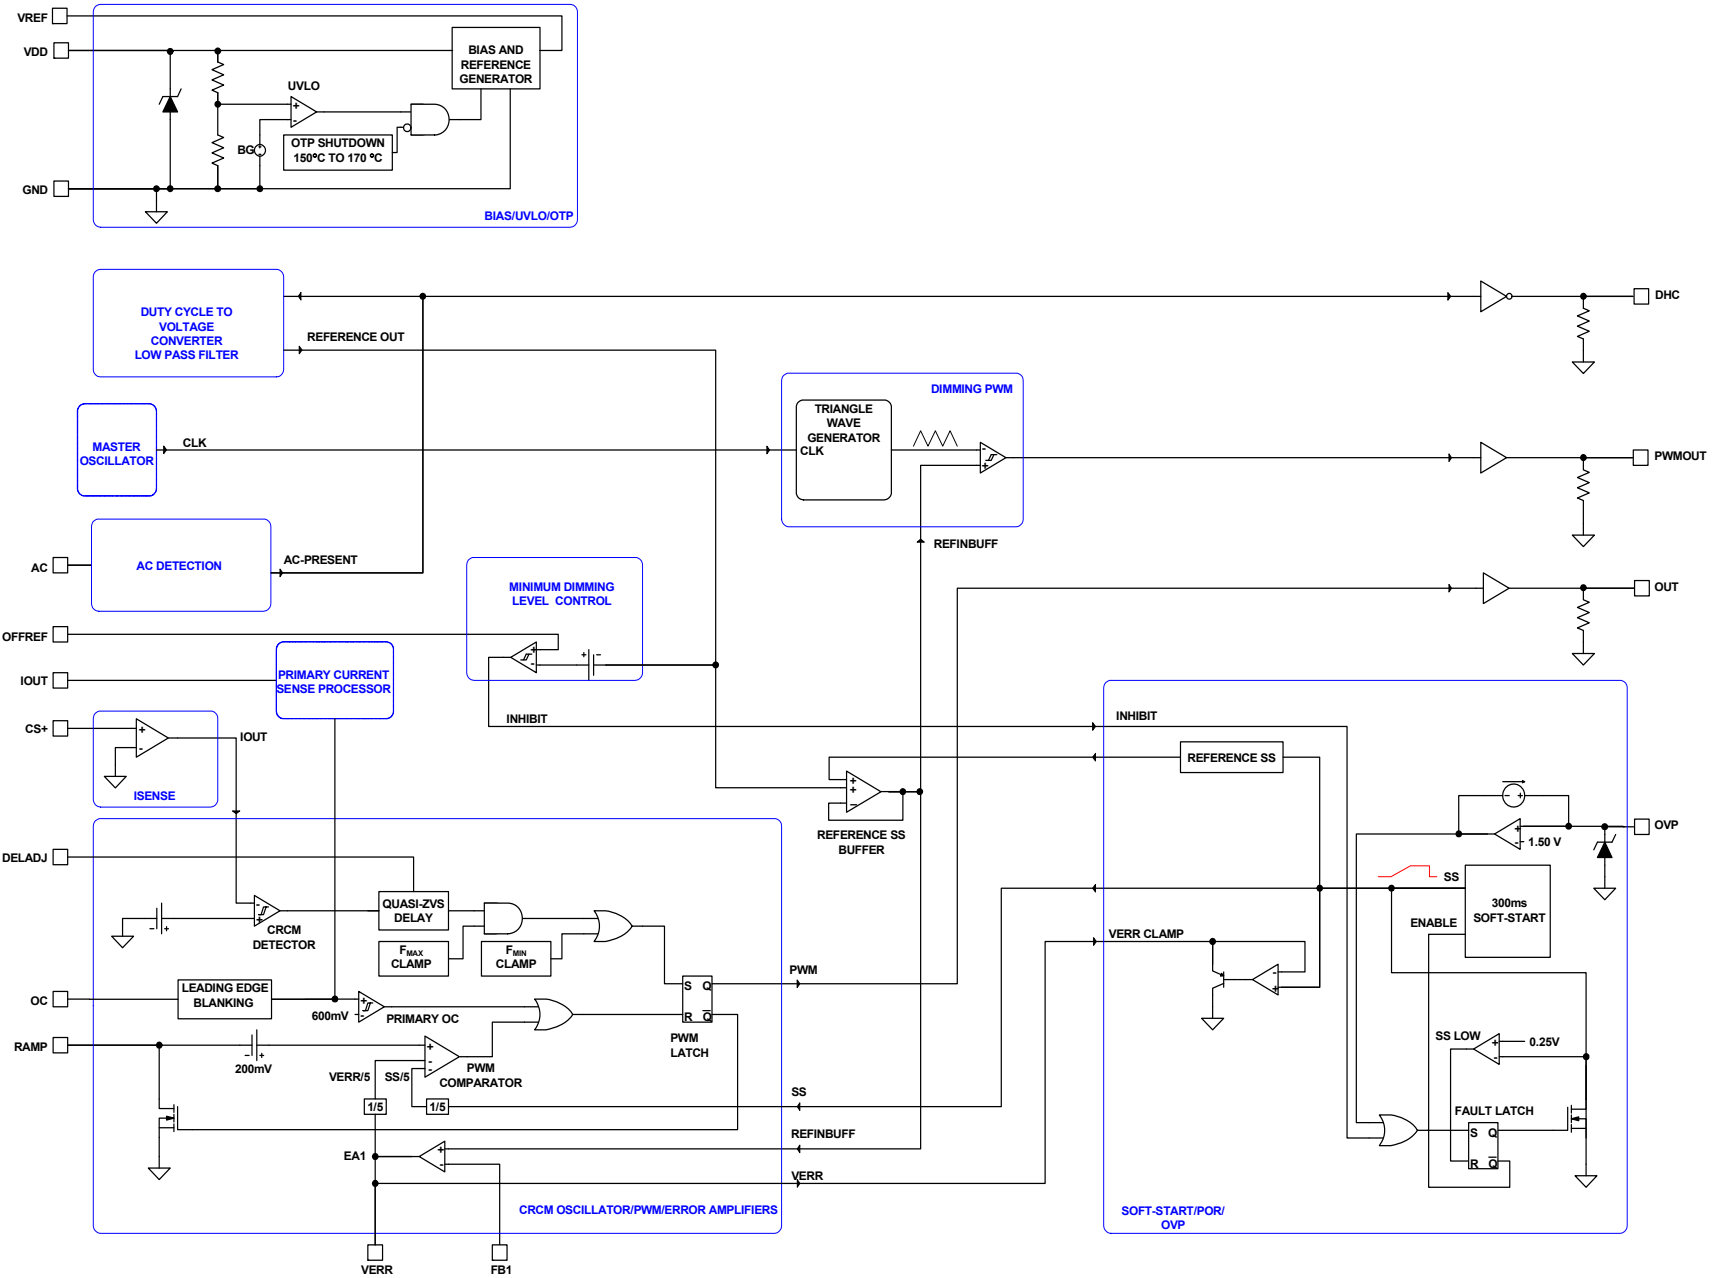 VREF
VDD
BIAS AND
REFERENCE
GENERATOR
UVLO
+
-
BG
OTP SHUTDOWN
150°C TO 170 °C
GND
BIAS/UVLO/OTP
DUTY CYCLE TO
VOLTAGE
CONVERTER
LOW PASS FILTER
REFERENCE OUT
DHC
DIMMING PWM
TRIANGLE
WAVE
GENERATOR
CLK
MASTER
OSCILLATOR
CLK
PWMOUT
REFINBUFF
AC
AC DETECTION
AC-PRESENT
MINIMUM DIMMING
LEVEL CONTROL
OUT
OFFREF
IOUT
PRIMARY CURRENT
SENSE PROCESSOR
CS+
IOUT
ISENSE
INHIBIT
INHIBIT
REFERENCE SS
REFERENCE SS
BUFFER
OVP
1.50 V
DELADJ
QUASI-ZVS
DELAY
CRCM
DETECTOR
FMAX
CLAMP
FMIN
CLAMP
SS
300ms
SOFT-START
ENABLE
VERR CLAMP
OC
LEADING EDGE
BLANKING
600mV
PRIMARY OC
S Q
R Q̅
PWM
LATCH
PWM
RAMP
200mV
VERR/5
SS/5
PWM
COMPARATOR
1/5
1/5
SS
SS LOW
0.25V
FAULT LATCH
S Q
R Q̅
EA1
REFINBUFF
VERR
CRCM OSCILLATOR/PWM/ERROR AMPLIFIERS
SOFT-START/POR/
OVP
VERR
FB1